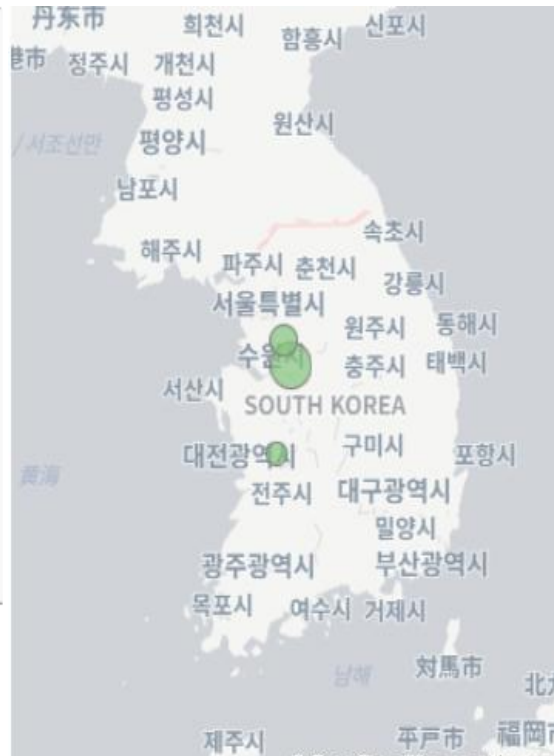 丹东市
희천시
함흥시
신포시
港市
정주시
개천시
평성시
원산시
/ 서조선만
평양시
남포시
속초시
해주시
파주시
춘천시
강릉시
서울특별시
원주시
동해시
수원시
충주시
태백시
서산시
SOUTH KOREA
대전광역시
구미시
포항시
黄海
전주시
대구광역시
밀양시
광주광역시
부산광역시
목포시
여수시
거제시
남해
対馬市
北九
제주시
平戸市
福岡市